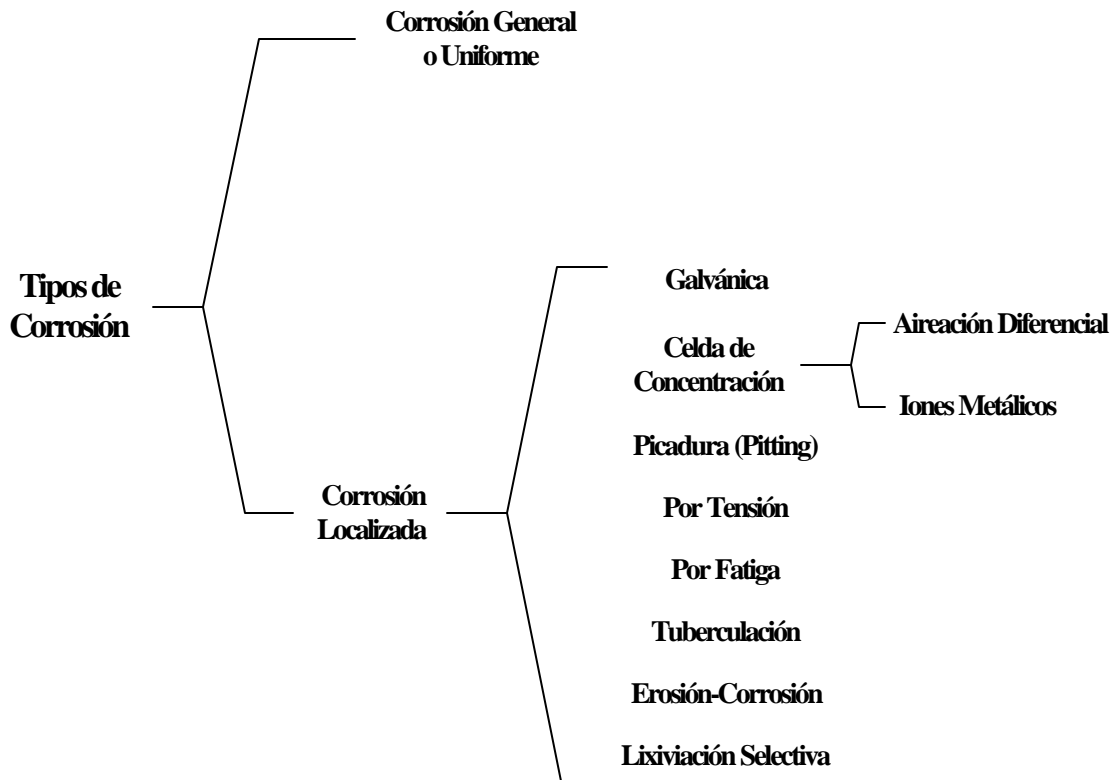 Corrosión General
o Uniforme
Tipos de
Corrosión
Galvánica
Celda de
Concentración
Aireación Diferencial
Iones Metálicos
Picadura (Pitting)
Corrosión
Localizada
Por Tensión
Por Fatiga
Tuberculación
Erosión-Corrosión
Lixiviación Selectiva